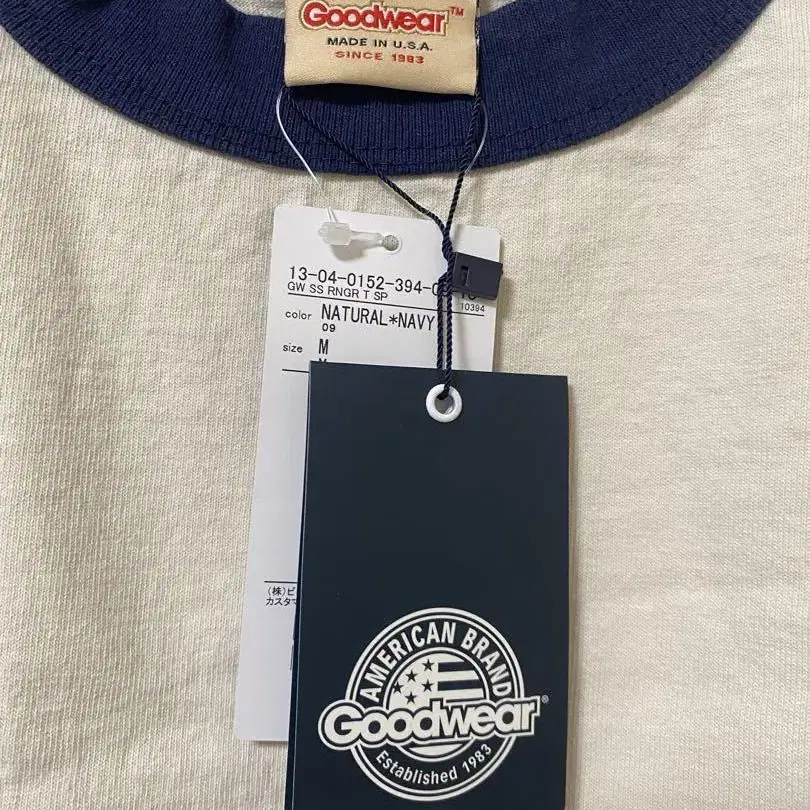 Goodwear™
MADE IN U.S.A.
SINCE 1983
13-04-0152-394-
GW SS RNGR T SP
10394
color NATURAL*NAVY
09
size M
(株)ビ
カスタマ
AMERICAN BRAND
Goodwear®
Established 1983